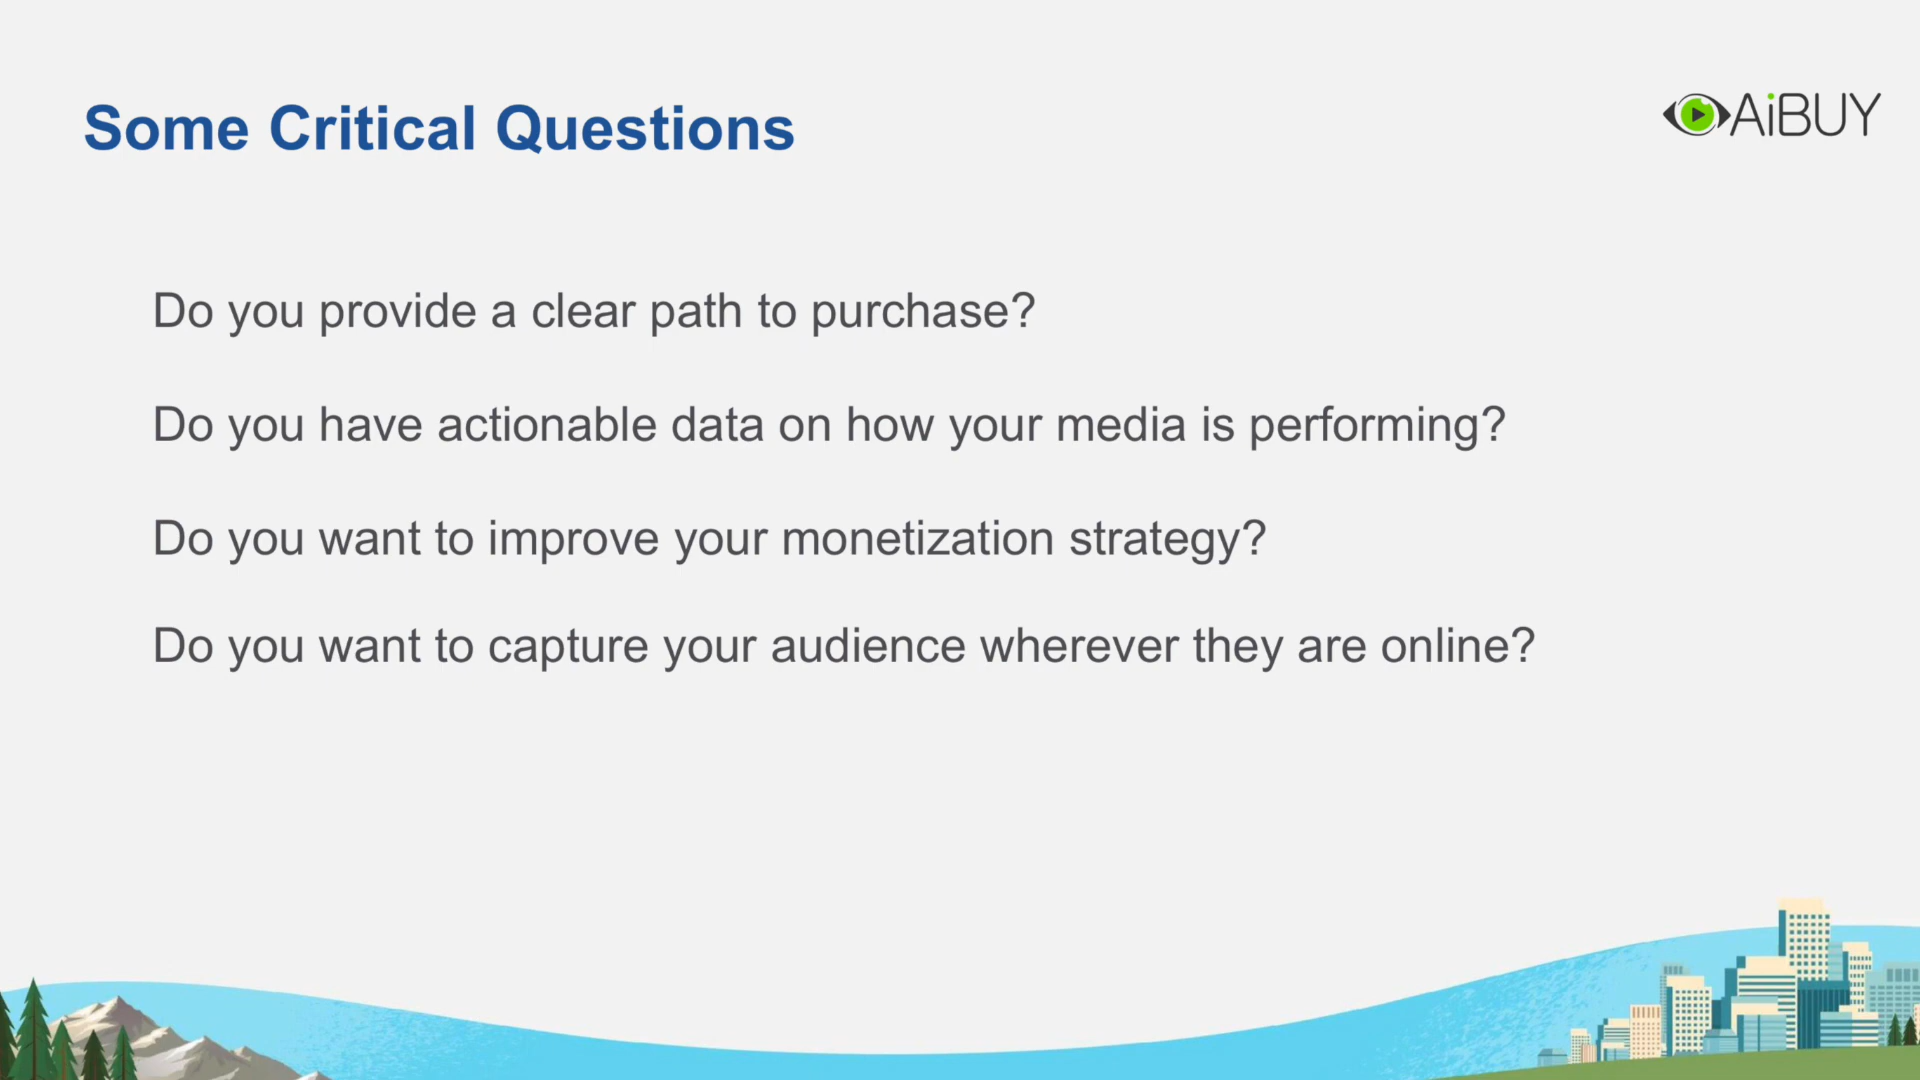 Some Critical Questions
AiBUY
Do you provide a clear path to purchase?
Do you have actionable data on how your media is performing?
Do you want to improve your monetization strategy?
Do you want to capture your audience wherever they are online?